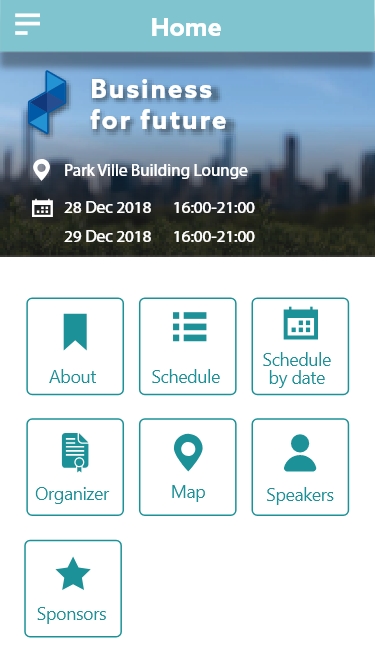 Home
Business
for future
Park Ville Building Lounge
28 Dec 2018 16:00-21:00
29 Dec 2018 16:00-21:00
About
Schedule
Schedule
by date
Organizer
Map
Speakers
Sponsors